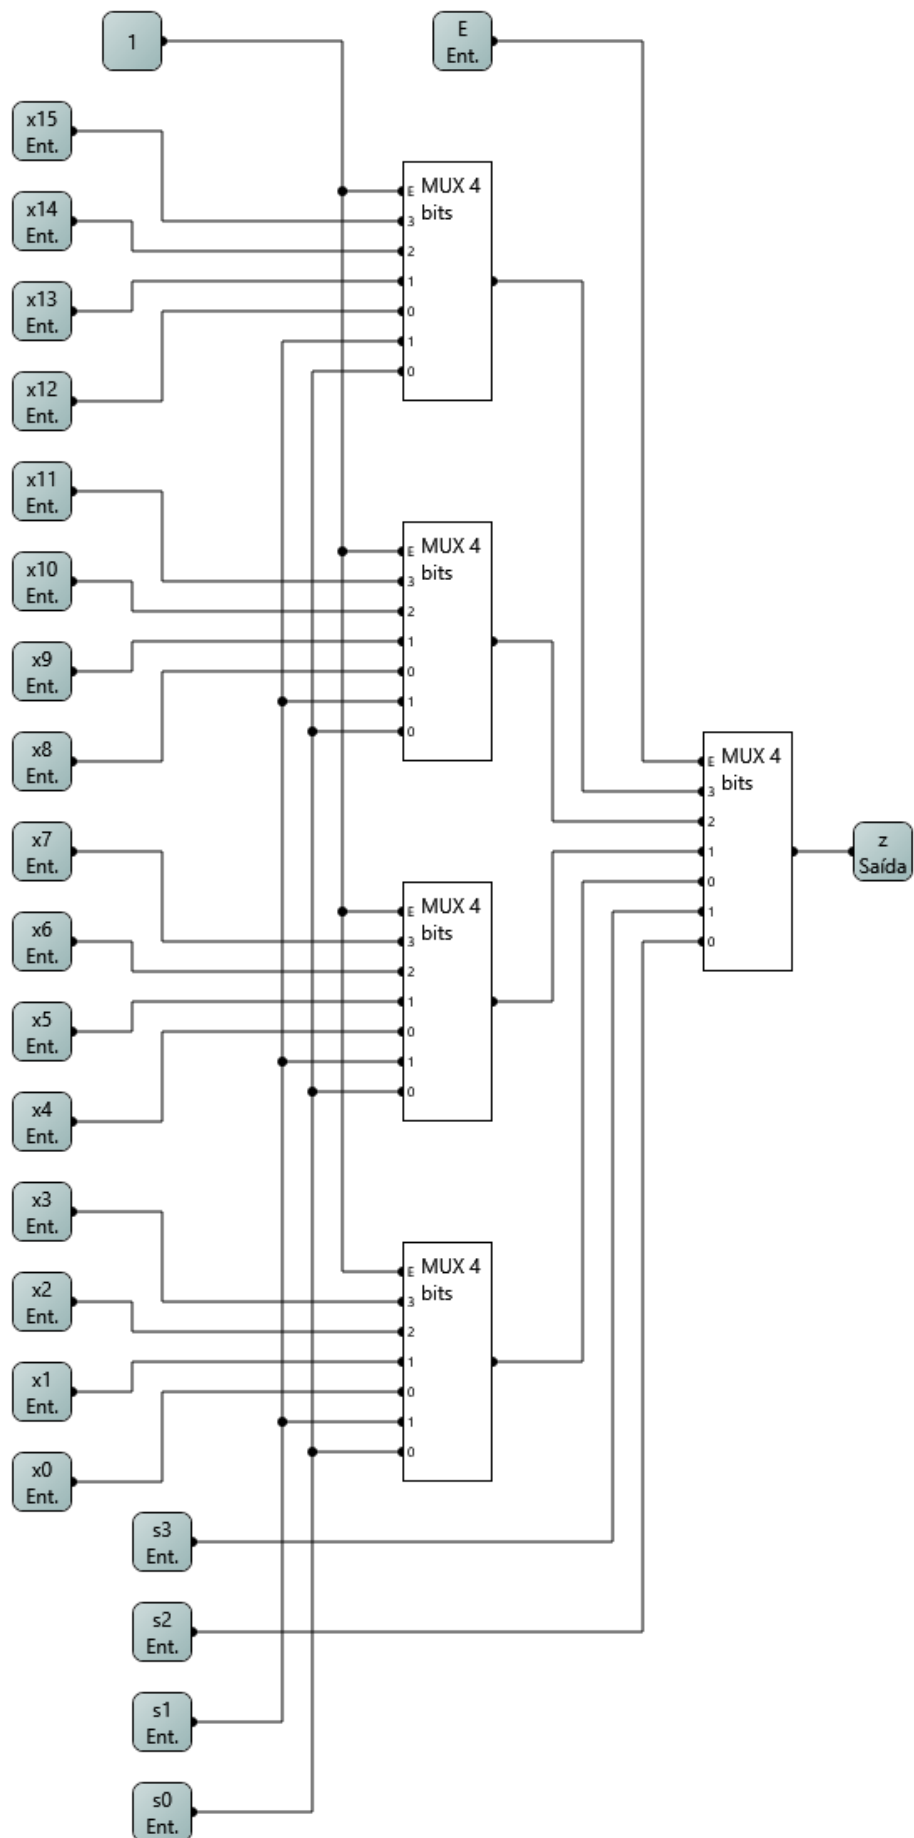 1
E
Ent.
x15
Ent.
x14
Ent.
x13
Ent.
x12
Ent.
E MUX 4
3 bits
2
1
0
1
0
x11
Ent.
x10
Ent.
x9
Ent.
x8
Ent.
E MUX 4
3 bits
2
1
0
1
0
x7
Ent.
x6
Ent.
x5
Ent.
x4
Ent.
E MUX 4
3 bits
2
1
0
1
0
x3
Ent.
x2
Ent.
x1
Ent.
x0
Ent.
E MUX 4
3 bits
2
1
0
1
0
E MUX 4
3 bits
2
1
0
1
0
z
Saída
s3
Ent.
s2
Ent.
s1
Ent.
s0
Ent.